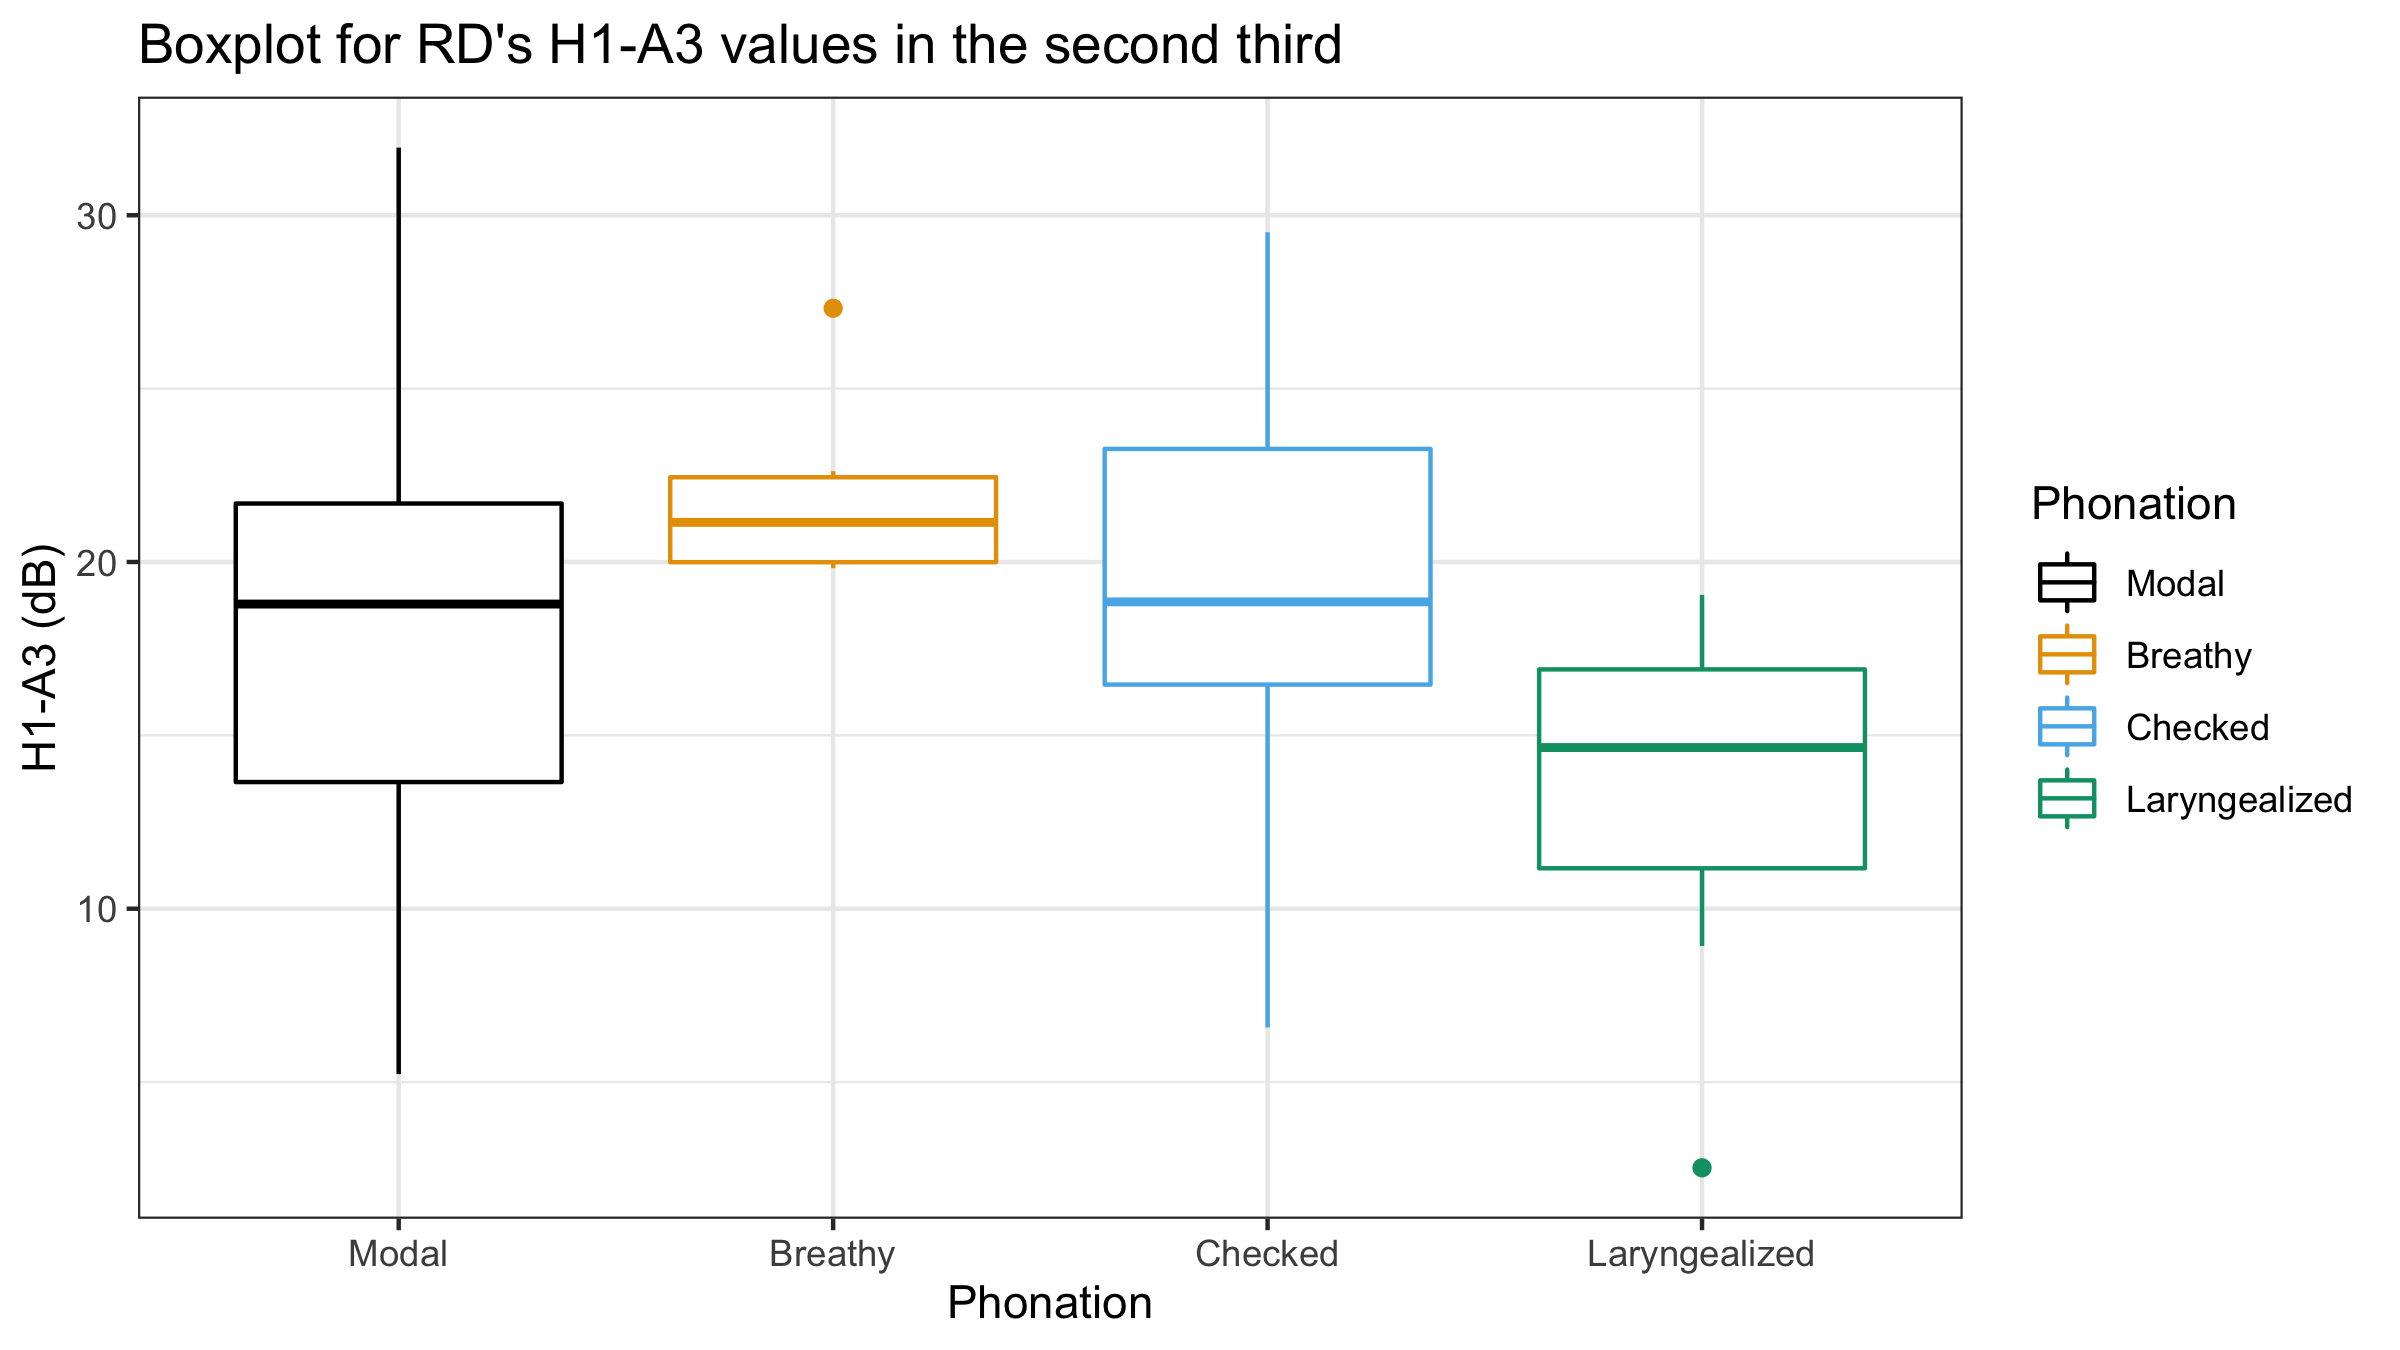 Boxplot for RD's H1-A3 values in the second third
H1-A3 (dB)
30
20
10
Modal
Breathy
Checked
Laryngealized
Phonation
Phonation
Modal
Breathy
Checked
Laryngealized